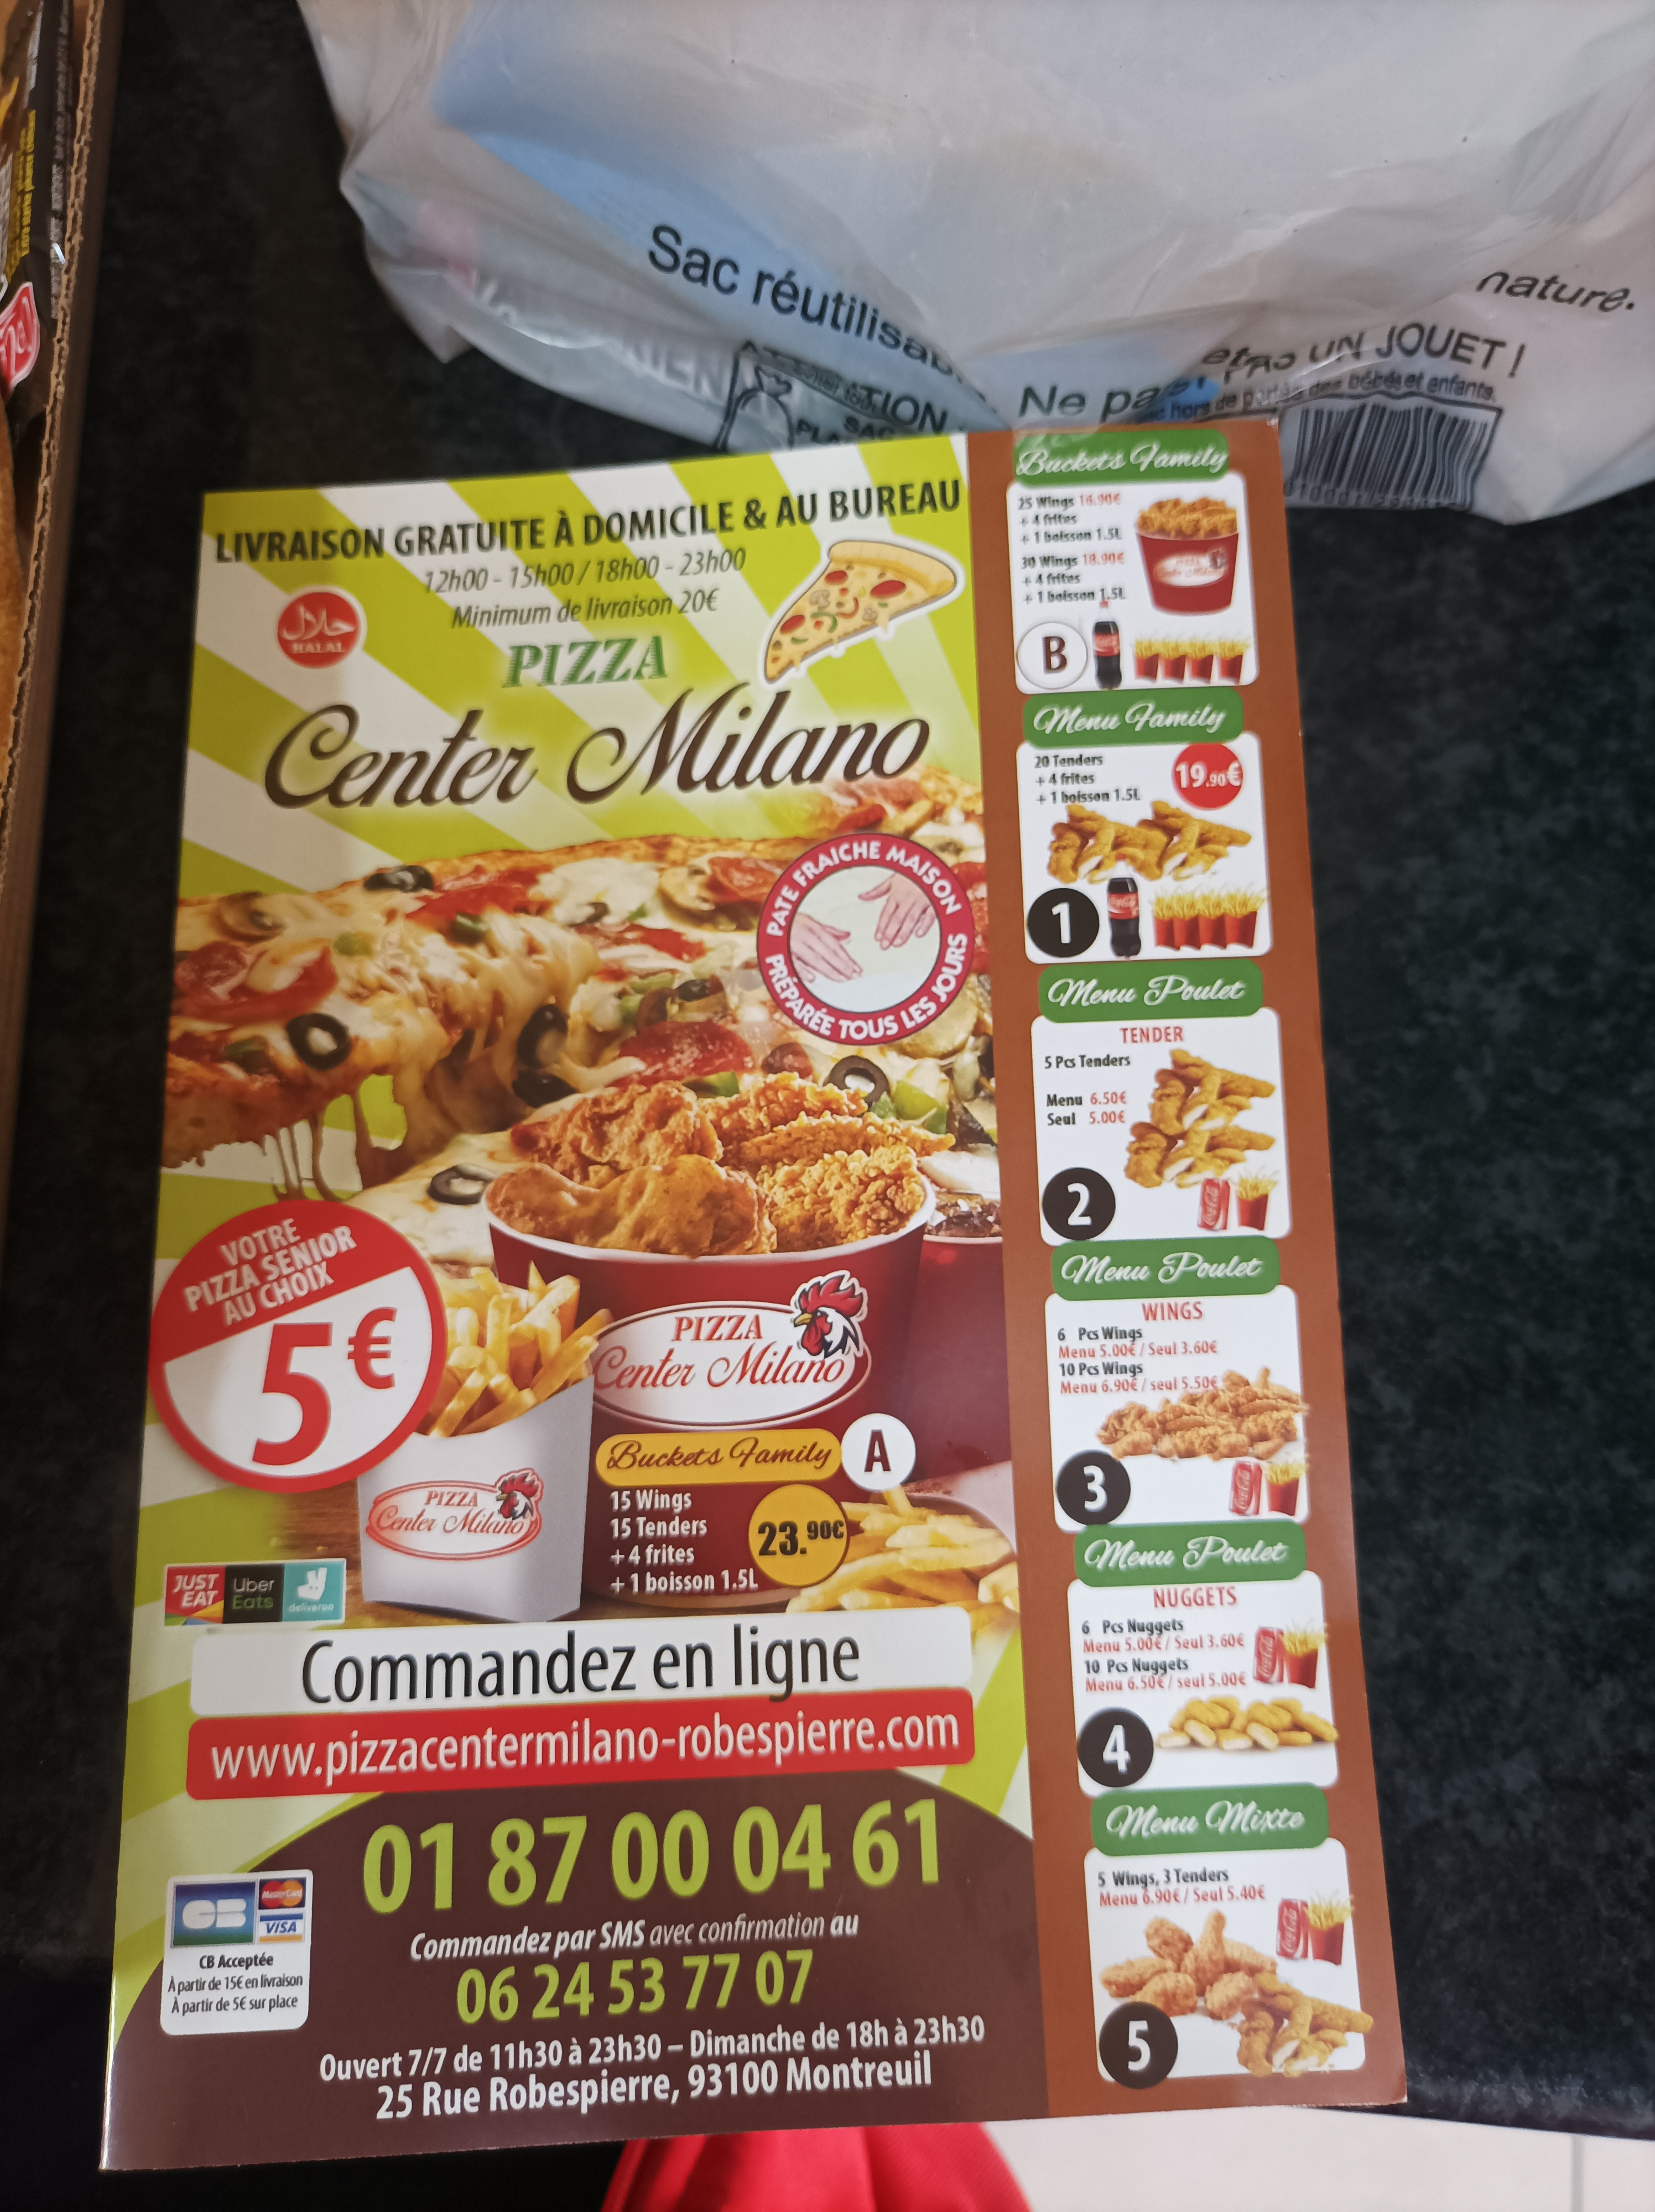 Sac réutilisab
nature.
Ne pas
UN JOUET !
hors de portée des bébés et enfants.
LIVRAISON GRATUITE À DOMICILE & AU BUREAU
12h00 - 15h00 / 18h00 - 23h00
Minimum de livraison 20€
حلال
HALAL
PIZZA
Center Milano
PATE FRAICHE MAISON
PRÉPARÉE TOUS LES JOURS
VOTRE
PIZZA SENIOR
AU CHOIX
5€
PIZZA
Center Milano
PIZZA
Center Milano
Buckets Family
A
15 Wings
15 Tenders
+ 4 frites
+ 1 boisson 1.5L
23.90€
JUST
EAT
Uber
Eats
deliveroo
Commandez en ligne
www.pizzacentermilano-robespierre.com
01 87 00 04 61
Commandez par SMS avec confirmation au
06 24 53 77 07
CB
MasterCard
VISA
CB Acceptée
À partir de 15€ en livraison
À partir de 5€ sur place
Ouvert 7/7 de 11h30 à 23h30 – Dimanche de 18h à 23h30
25 Rue Robespierre, 93100 Montreuil
Buckets Family
25 Wings 16.90€
+ 4 frites
+ 1 boisson 1.5L
30 Wings 18.90€
+ 4 frites
+ 1 boisson 1.5L
B
Menu Family
20 Tenders
+ 4 frites
+ 1 boisson 1.5L
19.90€
1
Menu Poulet
TENDER
5 Pcs Tenders
Menu 6.50€
Seul 5.00€
2
Menu Poulet
WINGS
6 Pcs Wings
Menu 5.00€ / Seul 3.60€
10 Pcs Wings
Menu 6.90€ / seul 5.50€
3
Menu Poulet
NUGGETS
6 Pcs Nuggets
Menu 5.00€ / Seul 3.60€
10 Pcs Nuggets
Menu 6.50€ / seul 5.00€
4
Menu Mixte
5 Wings, 3 Tenders
Menu 6.90€ / Seul 5.40€
5